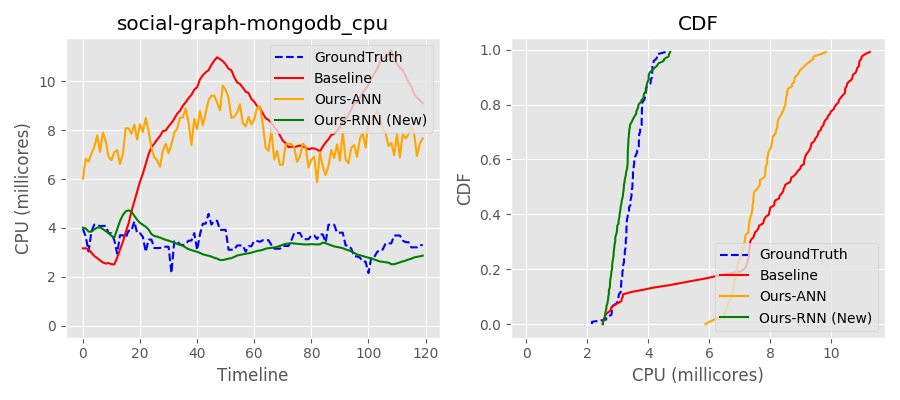 social-graph-mongodb_cpu
CPU (millicores)
10
8
6
4
2
0
0 20 40 60 80 100 120
Timeline
GroundTruth
Baseline
Ours-ANN
Ours-RNN (New)
CDF
CDF
1.0
0.8
0.6
0.4
0.2
0.0
0 2 4 6 8 10
CPU (millicores)
GroundTruth
Baseline
Ours-ANN
Ours-RNN (New)